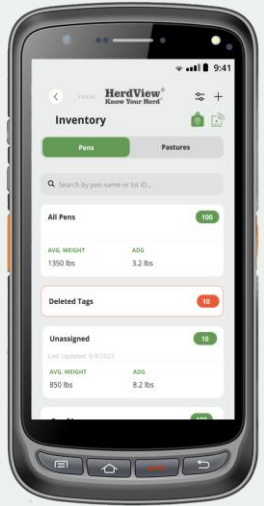 9:41
HerdView®
Know Your Herd®
Inventory
Pens Pastures
Search by pen name or lot ID...
All Pens 100
AVG. WEIGHT ADG
1350 lbs 3.2 lbs
Deleted Tags 10
Unassigned 10
Last Updated: 9/8/2023
AVG. WEIGHT ADG
850 lbs 8.2 lbs